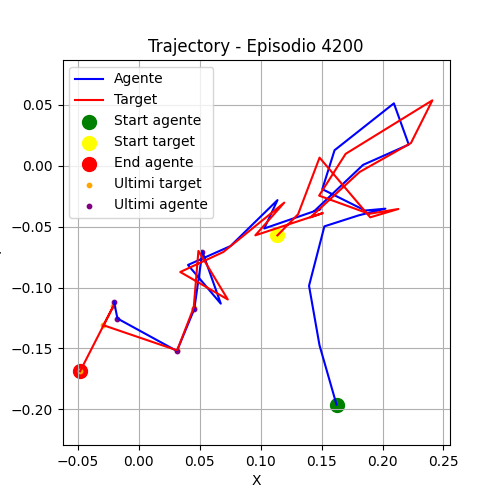 Trajectory - Episodio 4200
Agente
Target
Start agente
Start target
End agente
Ultimi target
Ultimi agente
0.05
0.00
−0.05
−0.10
−0.15
−0.20
−0.05
0.00
0.05
0.10
0.15
0.20
0.25
X